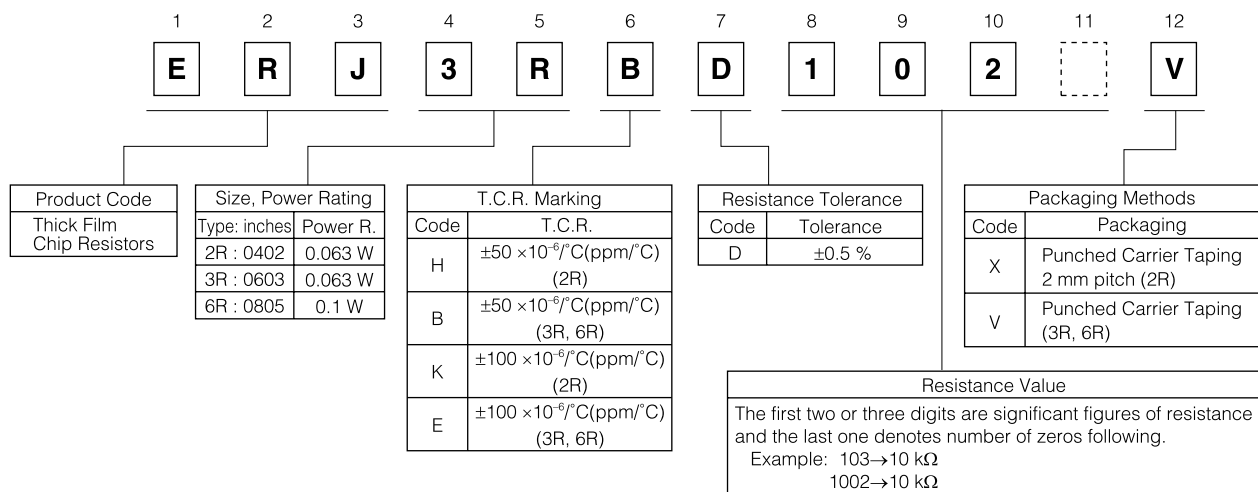 1 2 3 4 5 6 7 8 9 10 11 12
E R J 3 R B D 1 0 2 V
Product Code
Thick Film
Chip Resistors
Size, Power Rating
Type: inches Power R.
2R : 0402 0.063 W
3R : 0603 0.063 W
6R : 0805 0.1 W
T.C.R. Marking
Code T.C.R.
H ±50 ×10⁻⁶/°C(ppm/°C)
(2R)
B ±50 ×10⁻⁶/°C(ppm/°C)
(3R, 6R)
K ±100 ×10⁻⁶/°C(ppm/°C)
(2R)
E ±100 ×10⁻⁶/°C(ppm/°C)
(3R, 6R)
Resistance Tolerance
Code Tolerance
D ±0.5 %
Packaging Methods
Code Packaging
X Punched Carrier Taping
2 mm pitch (2R)
V Punched Carrier Taping
(3R, 6R)
Resistance Value
The first two or three digits are significant figures of resistance
and the last one denotes number of zeros following.
Example: 103→10 kΩ
1002→10 kΩ